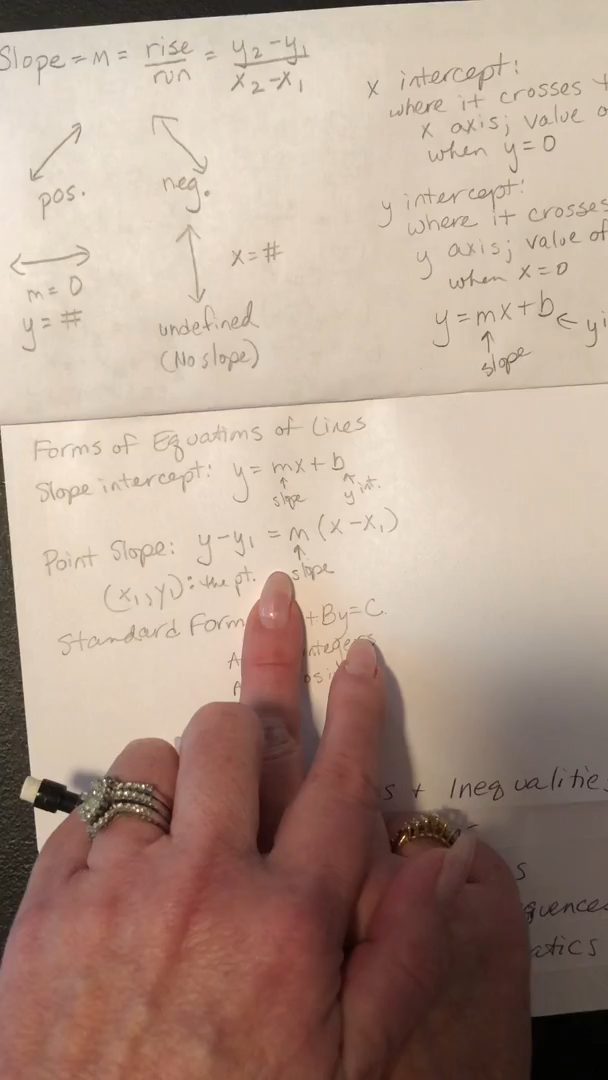 Slope = m = rise/run = y₂-y₁/x₂-x₁
pos.
neg.
m = 0
y = #
x = #
undefined
(No slope)
x intercept:
where it crosses
x axis; value
when y=0
y intercept:
where it crosses
y axis; value of
when x=0
y = mx+b ← yi
↑
slope
Forms of Equations of Lines
Slope intercept: y = mx + b
↑ ↑
slope y int.
Point Slope: y-y₁ = m (x-x₁)
↑
(x₁, y₁): the pt. slope
Standard Form +By=C
A integers
s + Inequalities
s
quences
atics